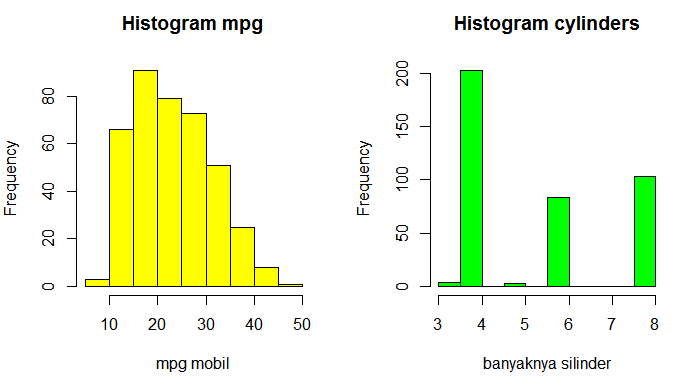 Histogram mpg
Frequency
0
20
40
60
80
10 20 30 40 50
mpg mobil
Histogram cylinders
Frequency
0
50
100
150
200
3 4 5 6 7 8
banyaknya silinder